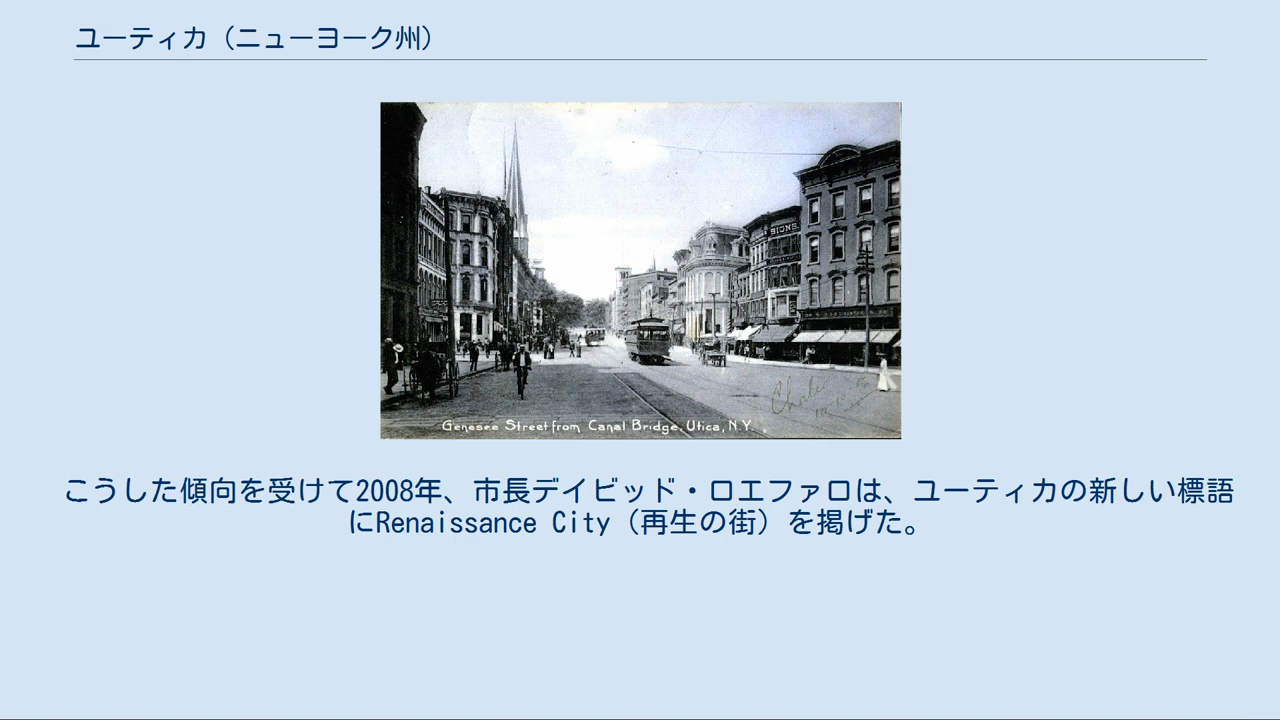 ユーティカ（ニューヨーク州）
SIONS
Genesee Street from Canal Bridge, Utica, N.Y.
こうした傾向を受けて2008年、市長デイビッド・ロエファロは、ユーティカの新しい標語
にRenaissance City（再生の街）を掲げた。